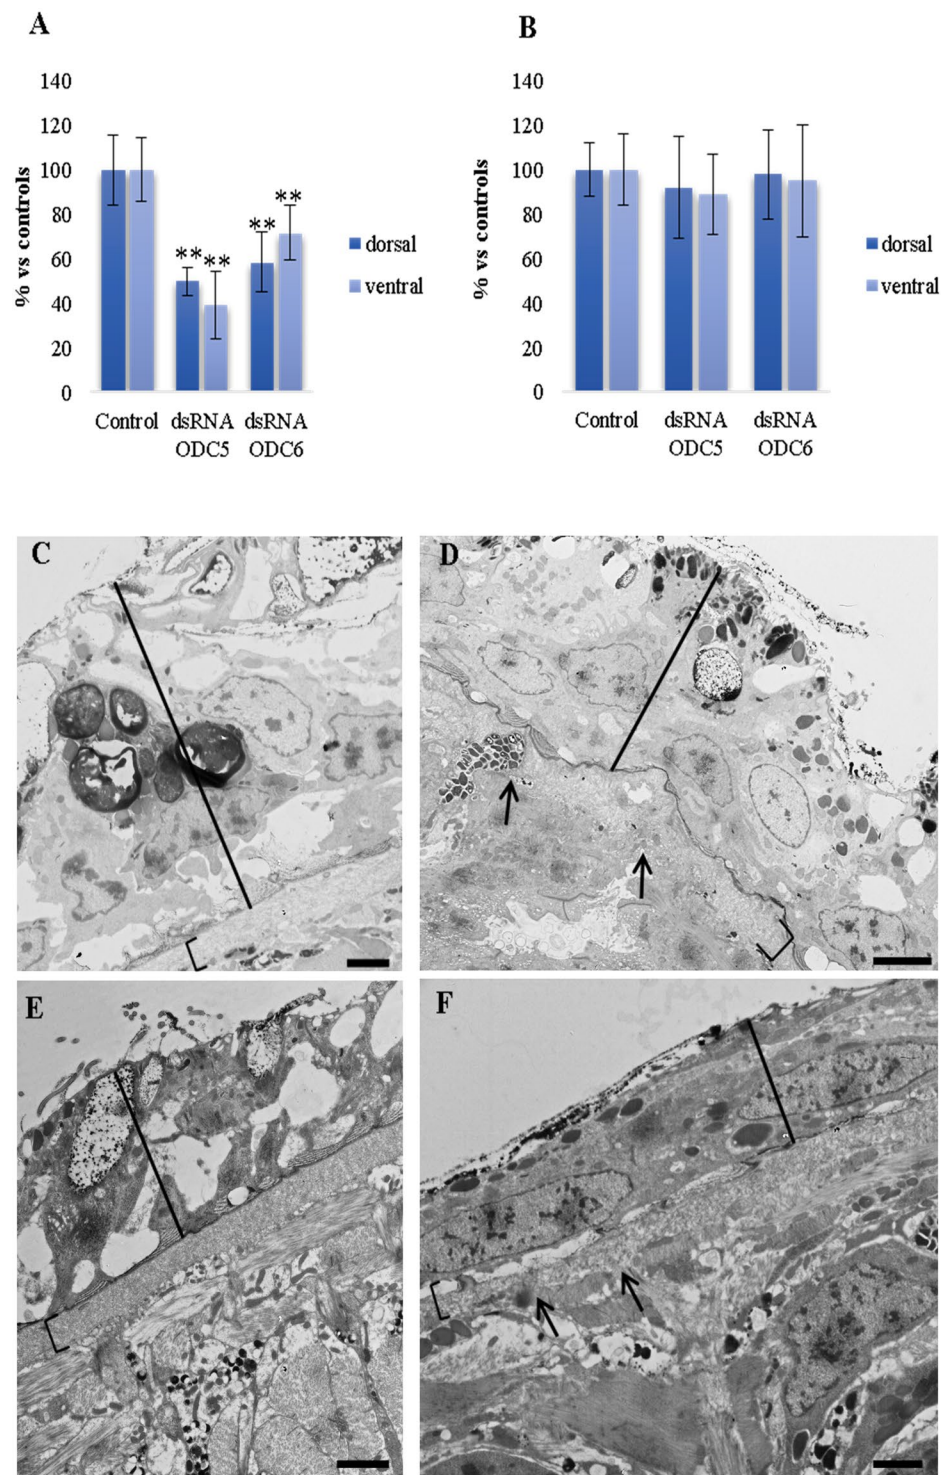 A
B
% vs controls
140
120
100
80
60
40
20
0
**
**
**
**
Control
dsRNA
ODC5
dsRNA
ODC6
dorsal
ventral
% vs controls
140
120
100
80
60
40
20
0
Control
dsRNA
ODC5
dsRNA
ODC6
dorsal
ventral
C
D
E
F